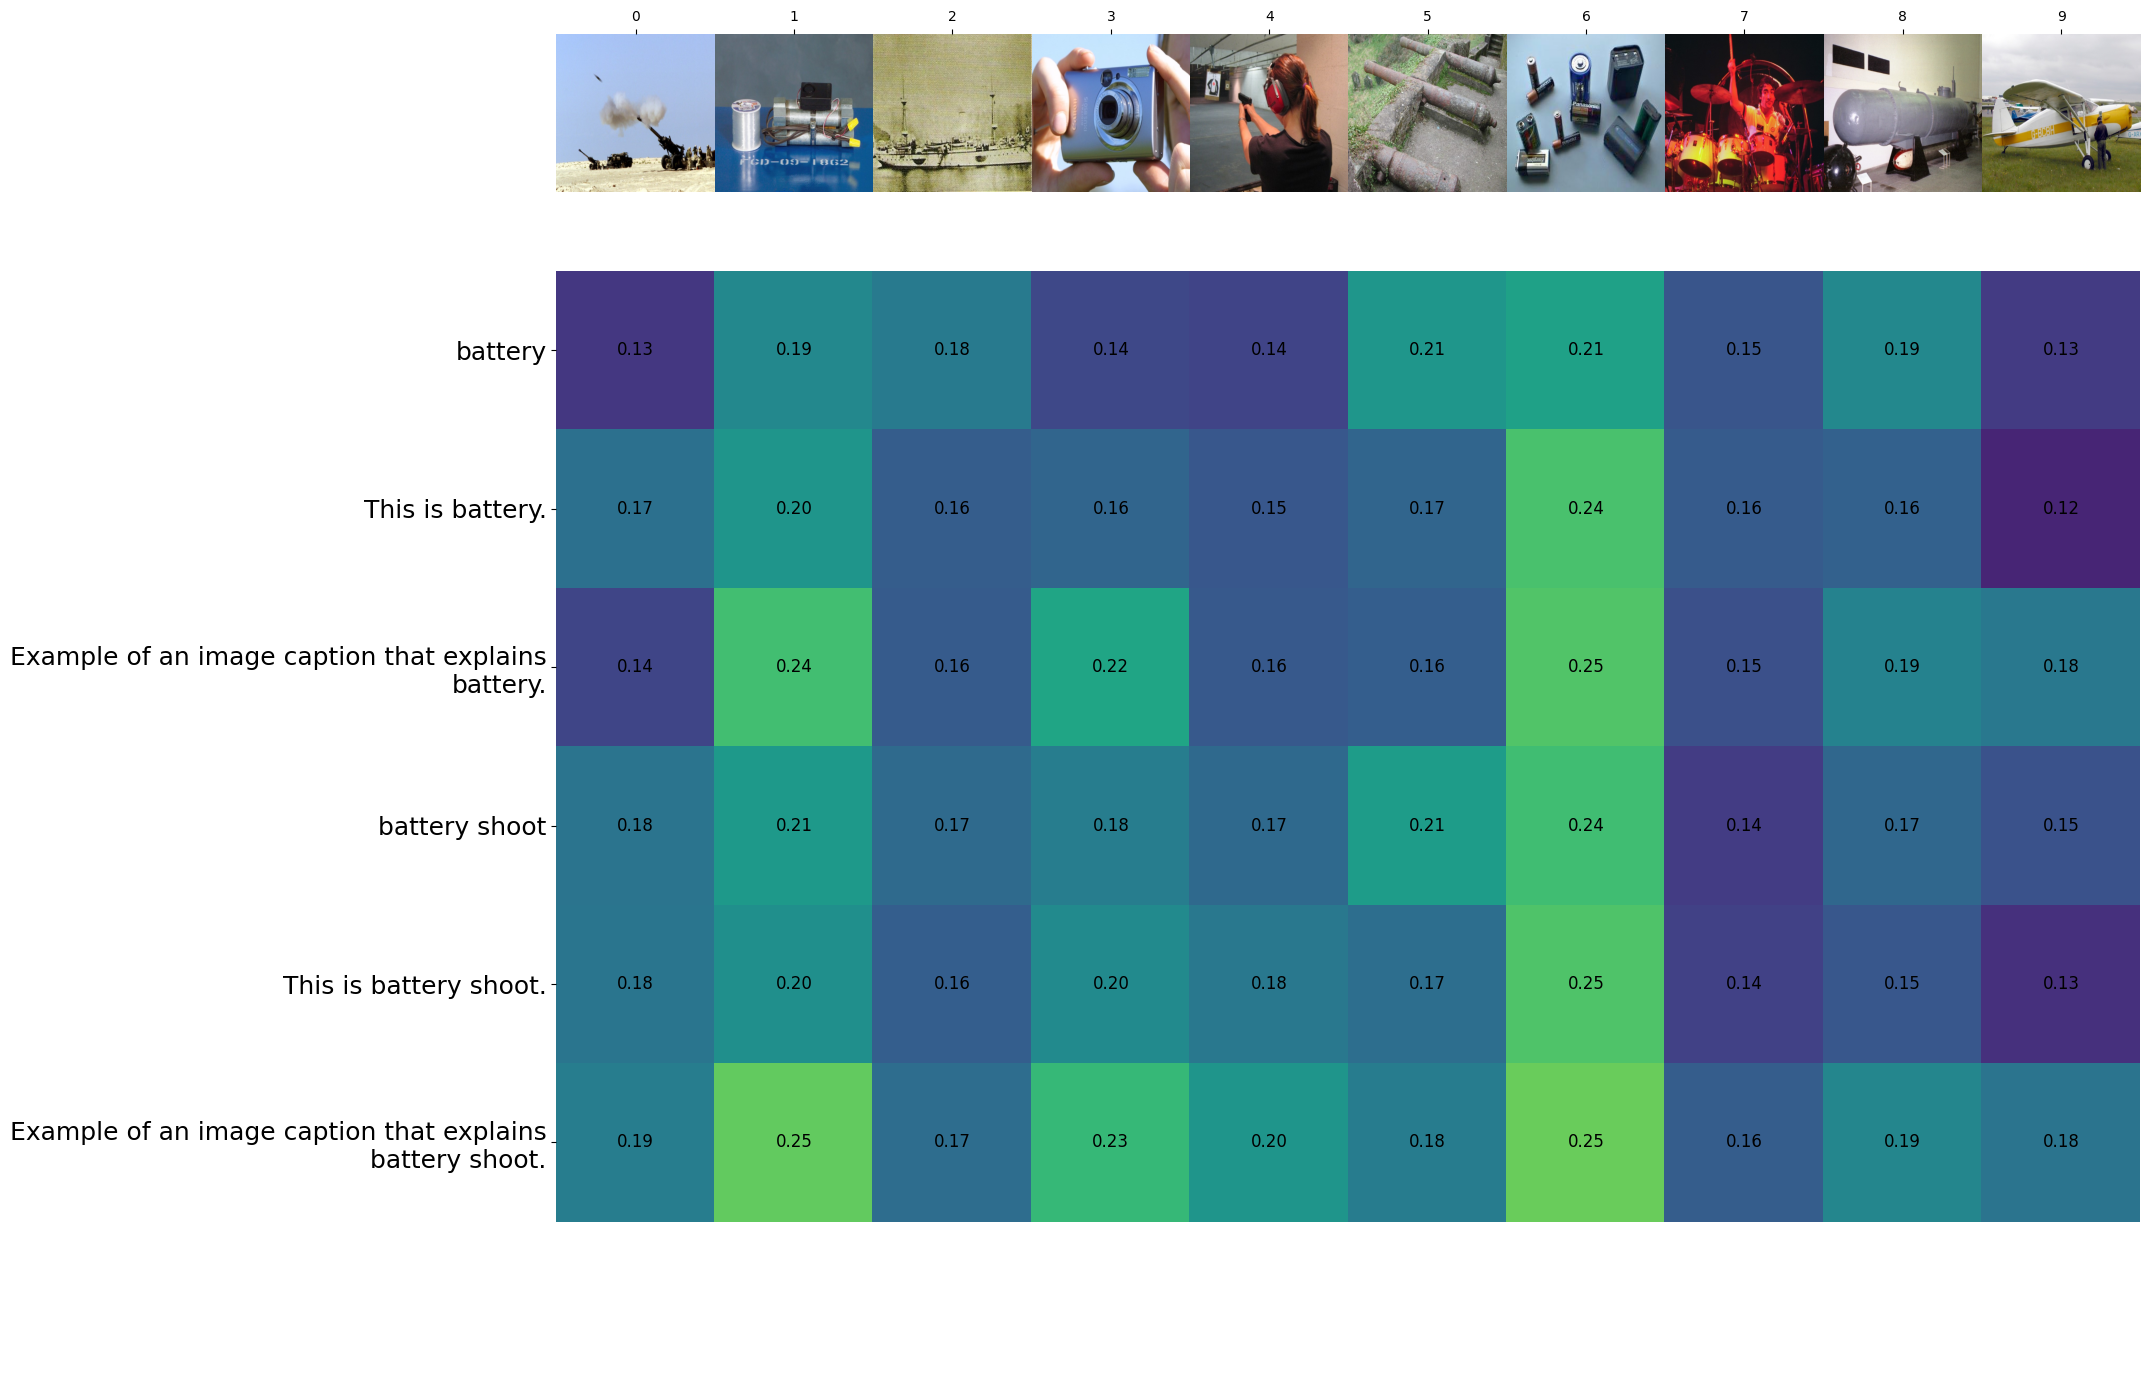 0 1 2 3 4 5 6 7 8 9
PCD-09-1862
Panasonic
battery 0.13 0.19 0.18 0.14 0.14 0.21 0.21 0.15 0.19 0.13
This is battery. 0.17 0.20 0.16 0.16 0.15 0.17 0.24 0.16 0.16 0.12
Example of an image caption that explains
battery. 0.14 0.24 0.16 0.22 0.16 0.16 0.25 0.15 0.19 0.18
battery shoot 0.18 0.21 0.17 0.18 0.17 0.21 0.24 0.14 0.17 0.15
This is battery shoot. 0.18 0.20 0.16 0.20 0.18 0.17 0.25 0.14 0.15 0.13
Example of an image caption that explains
battery shoot. 0.19 0.25 0.17 0.23 0.20 0.18 0.25 0.16 0.19 0.18